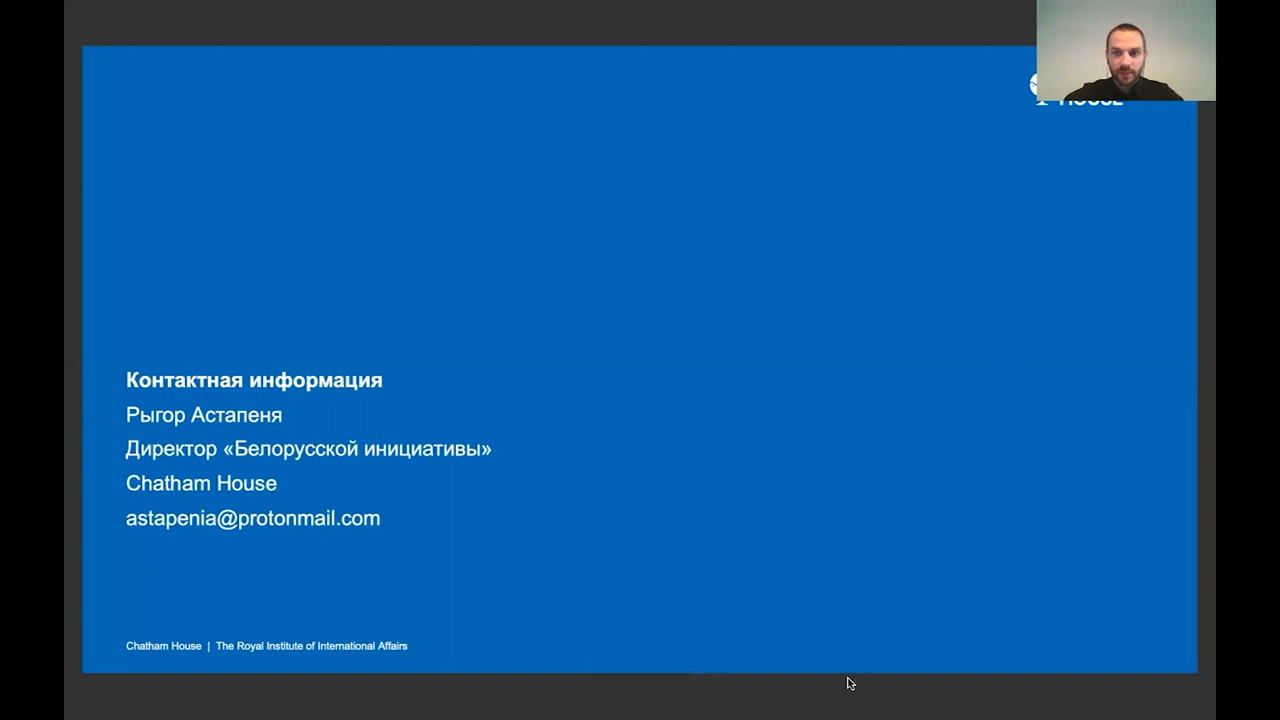 HOUSE
Контактная информация
Рыгор Астапеня
Директор «Белорусской инициативы»
Chatham House
astapenia@protonmail.com
Chatham House | The Royal Institute of International Affairs